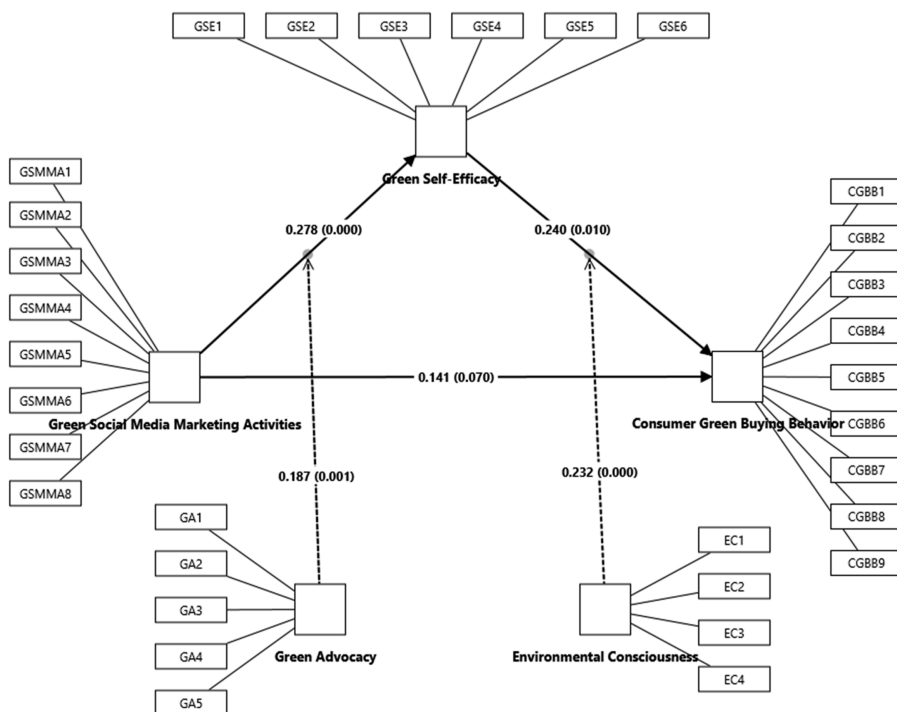 GSE1
GSE2
GSE3
GSE4
GSE5
GSE6
Green Self-Efficacy
GSMMA1
GSMMA2
GSMMA3
GSMMA4
GSMMA5
GSMMA6
GSMMA7
GSMMA8
Green Social Media Marketing Activities
0.278 (0.000)
0.240 (0.010)
0.141 (0.070)
CGBB1
CGBB2
CGBB3
CGBB4
CGBB5
CGBB6
CGBB7
CGBB8
CGBB9
Consumer Green Buying Behavior
0.187 (0.001)
0.232 (0.000)
GA1
GA2
GA3
GA4
GA5
Green Advocacy
EC1
EC2
EC3
EC4
Environmental Consciousness